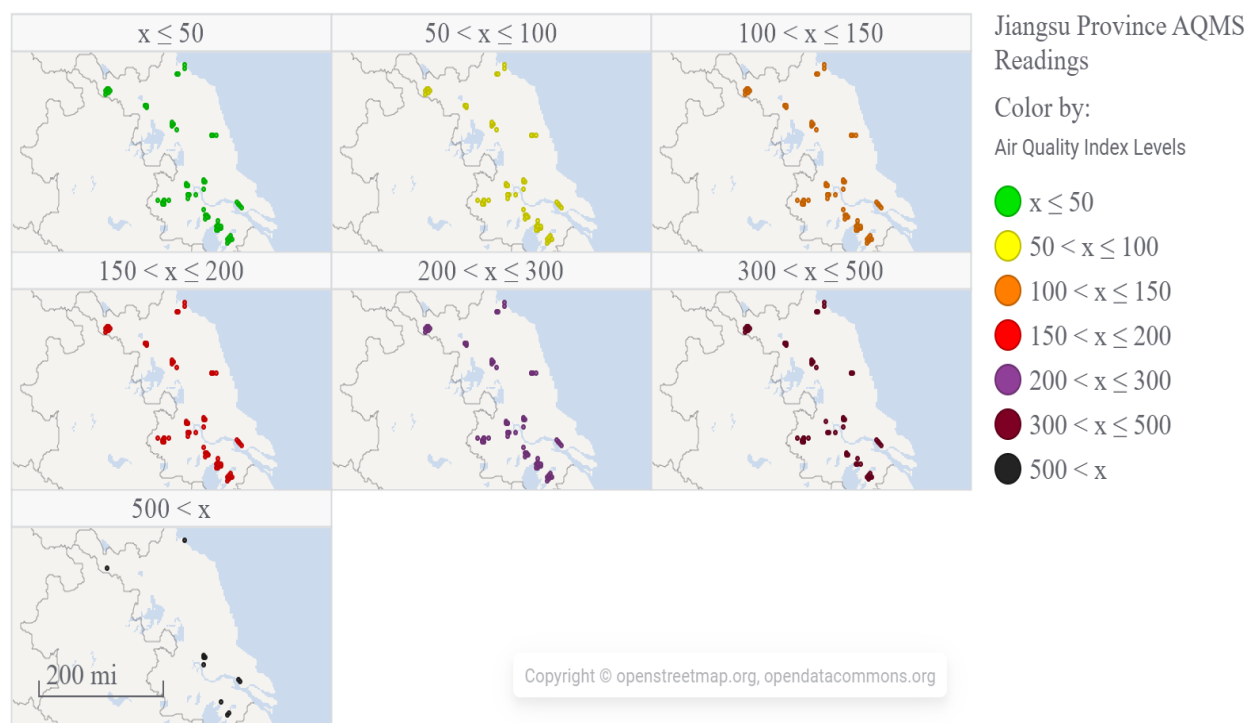 x ≤ 50
50 < x ≤ 100
100 < x ≤ 150
150 < x ≤ 200
200 < x ≤ 300
300 < x ≤ 500
500 < x
200 mi
Jiangsu Province AQMS
Readings
Color by:
Air Quality Index Levels
x ≤ 50
50 < x ≤ 100
100 < x ≤ 150
150 < x ≤ 200
200 < x ≤ 300
300 < x ≤ 500
500 < x
Copyright © openstreetmap.org, opendatacommons.org